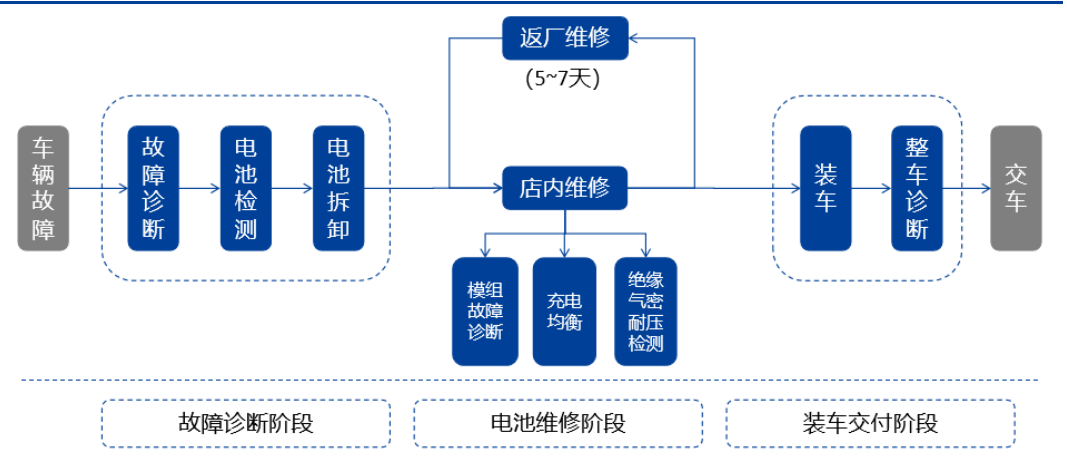 返厂维修
(5~7天)
车辆故障
故障诊断
电池检测
电池拆卸
店内维修
装车
整车诊断
交车
模组
故障
诊断
充电
均衡
绝缘
气密
耐压
检测
故障诊断阶段
电池维修阶段
装车交付阶段